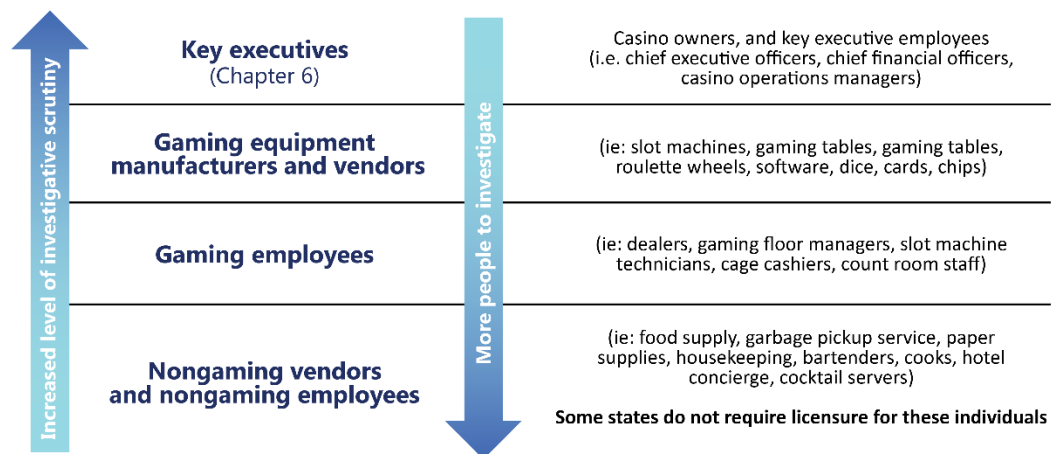 Increased level of investigative scrutiny
Key executives
(Chapter 6)
More people to investigate
Casino owners, and key executive employees
(i.e. chief executive officers, chief financial officers,
casino operations managers)
Gaming equipment
manufacturers and vendors
(ie: slot machines, gaming tables, gaming tables,
roulette wheels, software, dice, cards, chips)
Gaming employees
(ie: dealers, gaming floor managers, slot machine
technicians, cage cashiers, count room staff)
Nongaming vendors
and nongaming employees
(ie: food supply, garbage pickup service, paper
supplies, housekeeping, bartenders, cooks, hotel
concierge, cocktail servers)
Some states do not require licensure for these individuals